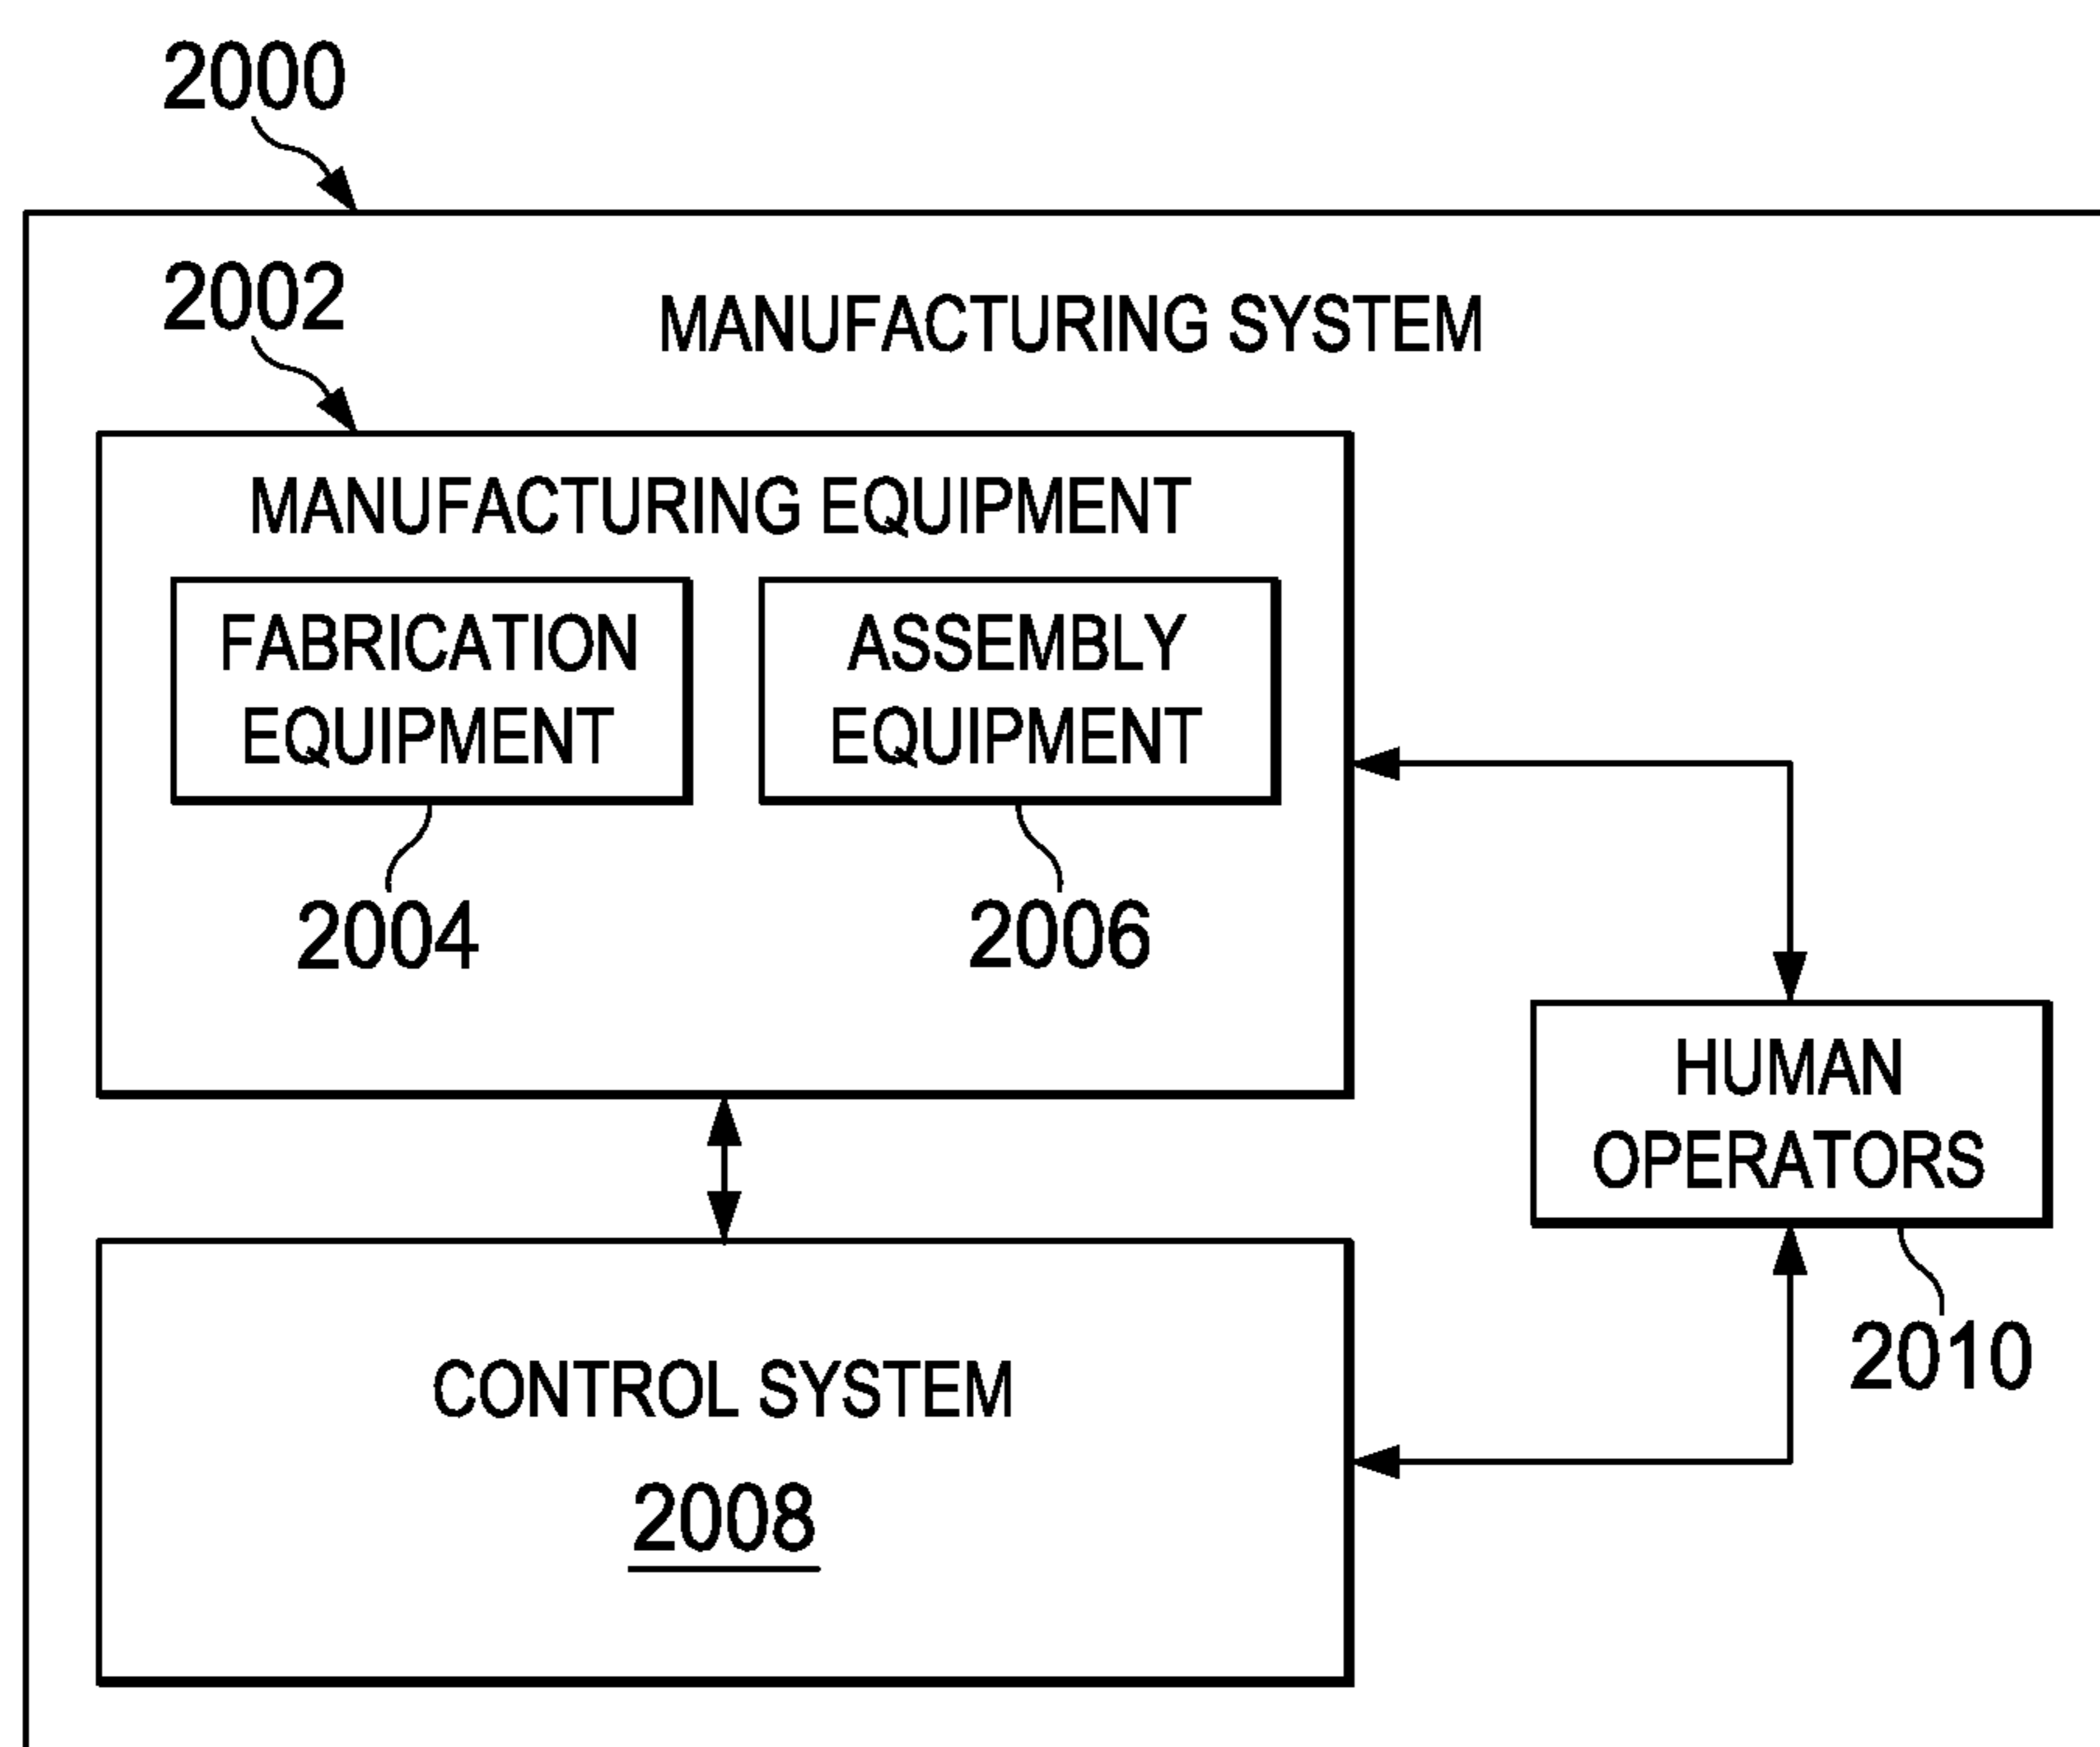 2000
2002
MANUFACTURING SYSTEM
MANUFACTURING EQUIPMENT
FABRICATION
EQUIPMENT
ASSEMBLY
EQUIPMENT
2004
2006
HUMAN
OPERATORS
2010
CONTROL SYSTEM
2008